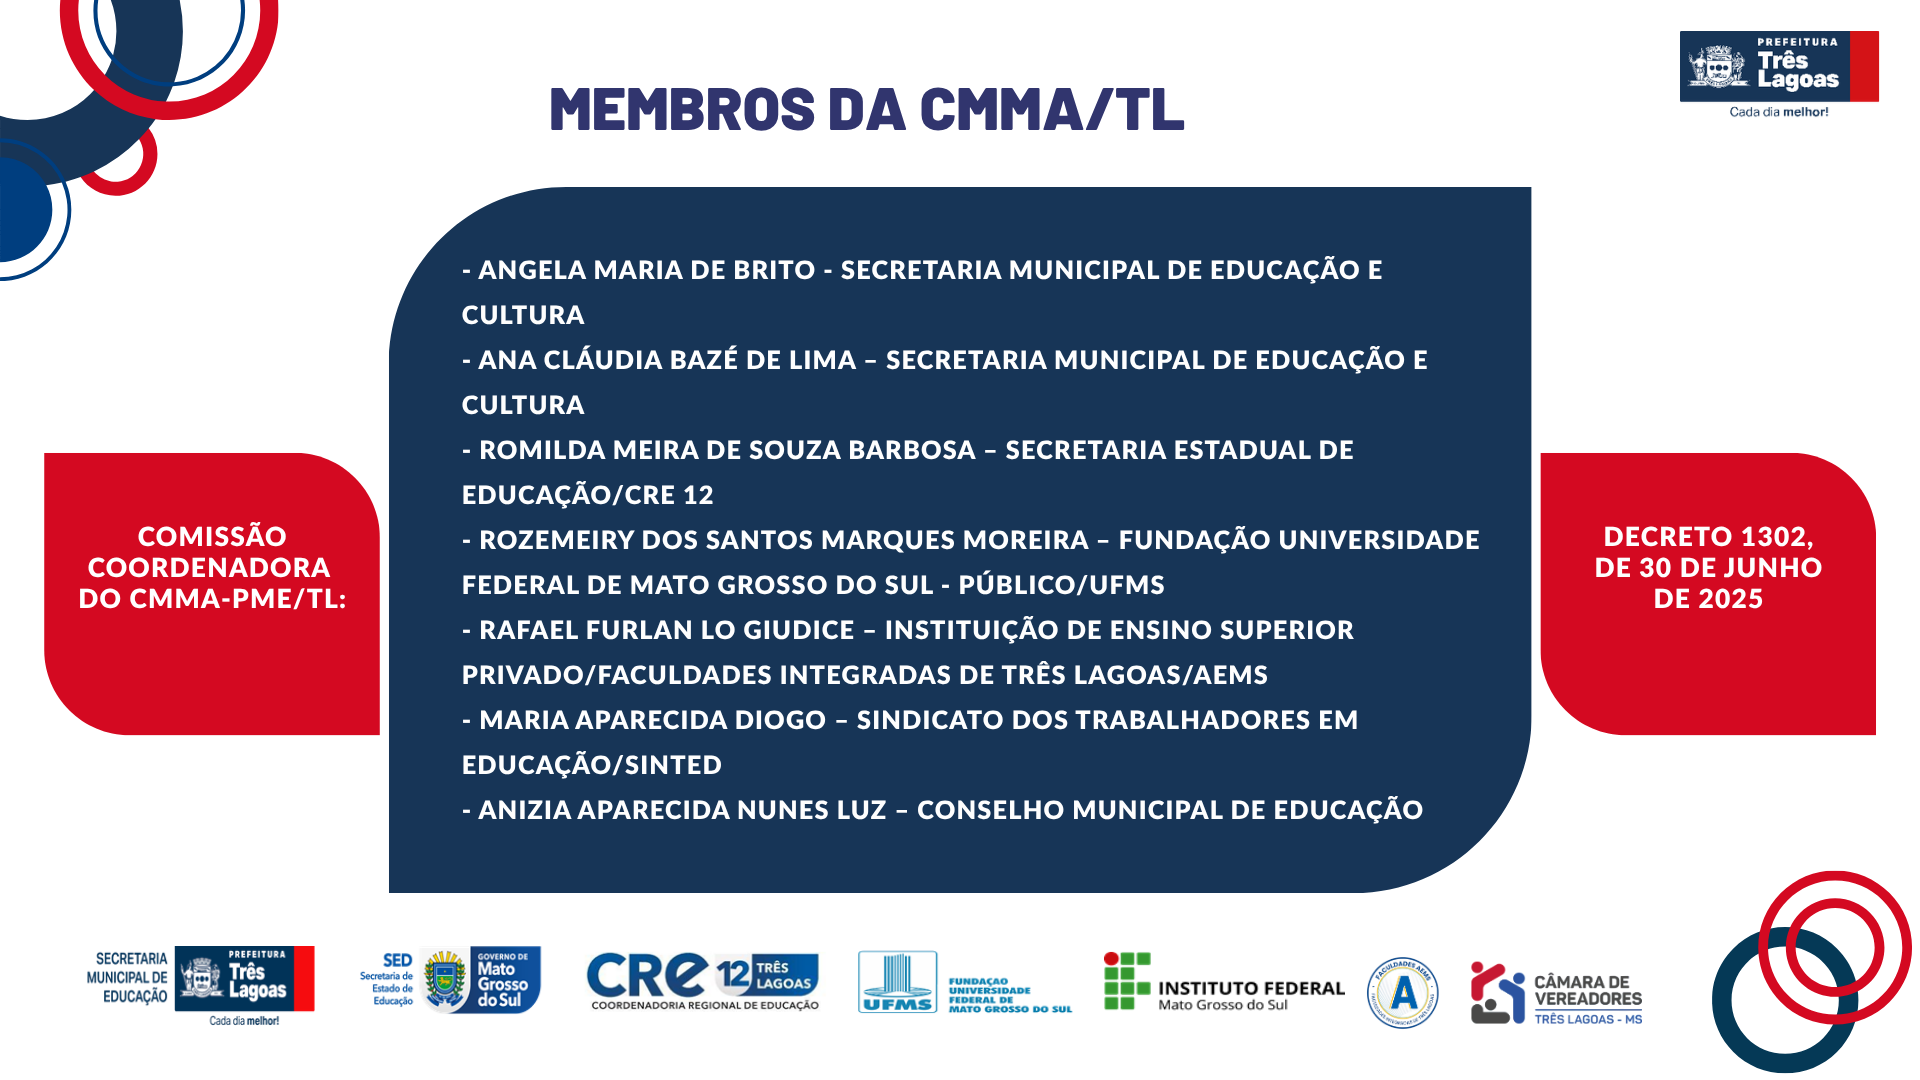 PREFEITURA
Três
Lagoas
Cada dia melhor!
MEMBROS DA CMMA/TL
COMISSÃO
COORDENADORA
DO CMMA-PME/TL:
- ANGELA MARIA DE BRITO - SECRETARIA MUNICIPAL DE EDUCAÇÃO E
CULTURA
- ANA CLÁUDIA BAZÉ DE LIMA – SECRETARIA MUNICIPAL DE EDUCAÇÃO E
CULTURA
- ROMILDA MEIRA DE SOUZA BARBOSA – SECRETARIA ESTADUAL DE
EDUCAÇÃO/CRE 12
- ROZEMEIRY DOS SANTOS MARQUES MOREIRA – FUNDAÇÃO UNIVERSIDADE
FEDERAL DE MATO GROSSO DO SUL - PÚBLICO/UFMS
- RAFAEL FURLAN LO GIUDICE – INSTITUIÇÃO DE ENSINO SUPERIOR
PRIVADO/FACULDADES INTEGRADAS DE TRÊS LAGOAS/AEMS
- MARIA APARECIDA DIOGO – SINDICATO DOS TRABALHADORES EM
EDUCAÇÃO/SINTED
- ANIZIA APARECIDA NUNES LUZ – CONSELHO MUNICIPAL DE EDUCAÇÃO
DECRETO 1302,
DE 30 DE JUNHO
DE 2025
SECRETARIA
MUNICIPAL DE
EDUCAÇÃO
PREFEITURA
Três
Lagoas
Cada dia melhor!
SED
Secretaria de
Estado de
Educação
GOVERNO DE
Mato
Grosso
do Sul
CRe 12 TRÊS
LAGOAS
COORDENADORIA REGIONAL DE EDUCAÇÃO
UFMS
FUNDAÇÃO
UNIVERSIDADE
FEDERAL DE
MATO GROSSO DO SUL
INSTITUTO FEDERAL
Mato Grosso do Sul
FACULDADES AEMS
A
CÂMARA DE
VEREADORES
TRÊS LAGOAS - MS